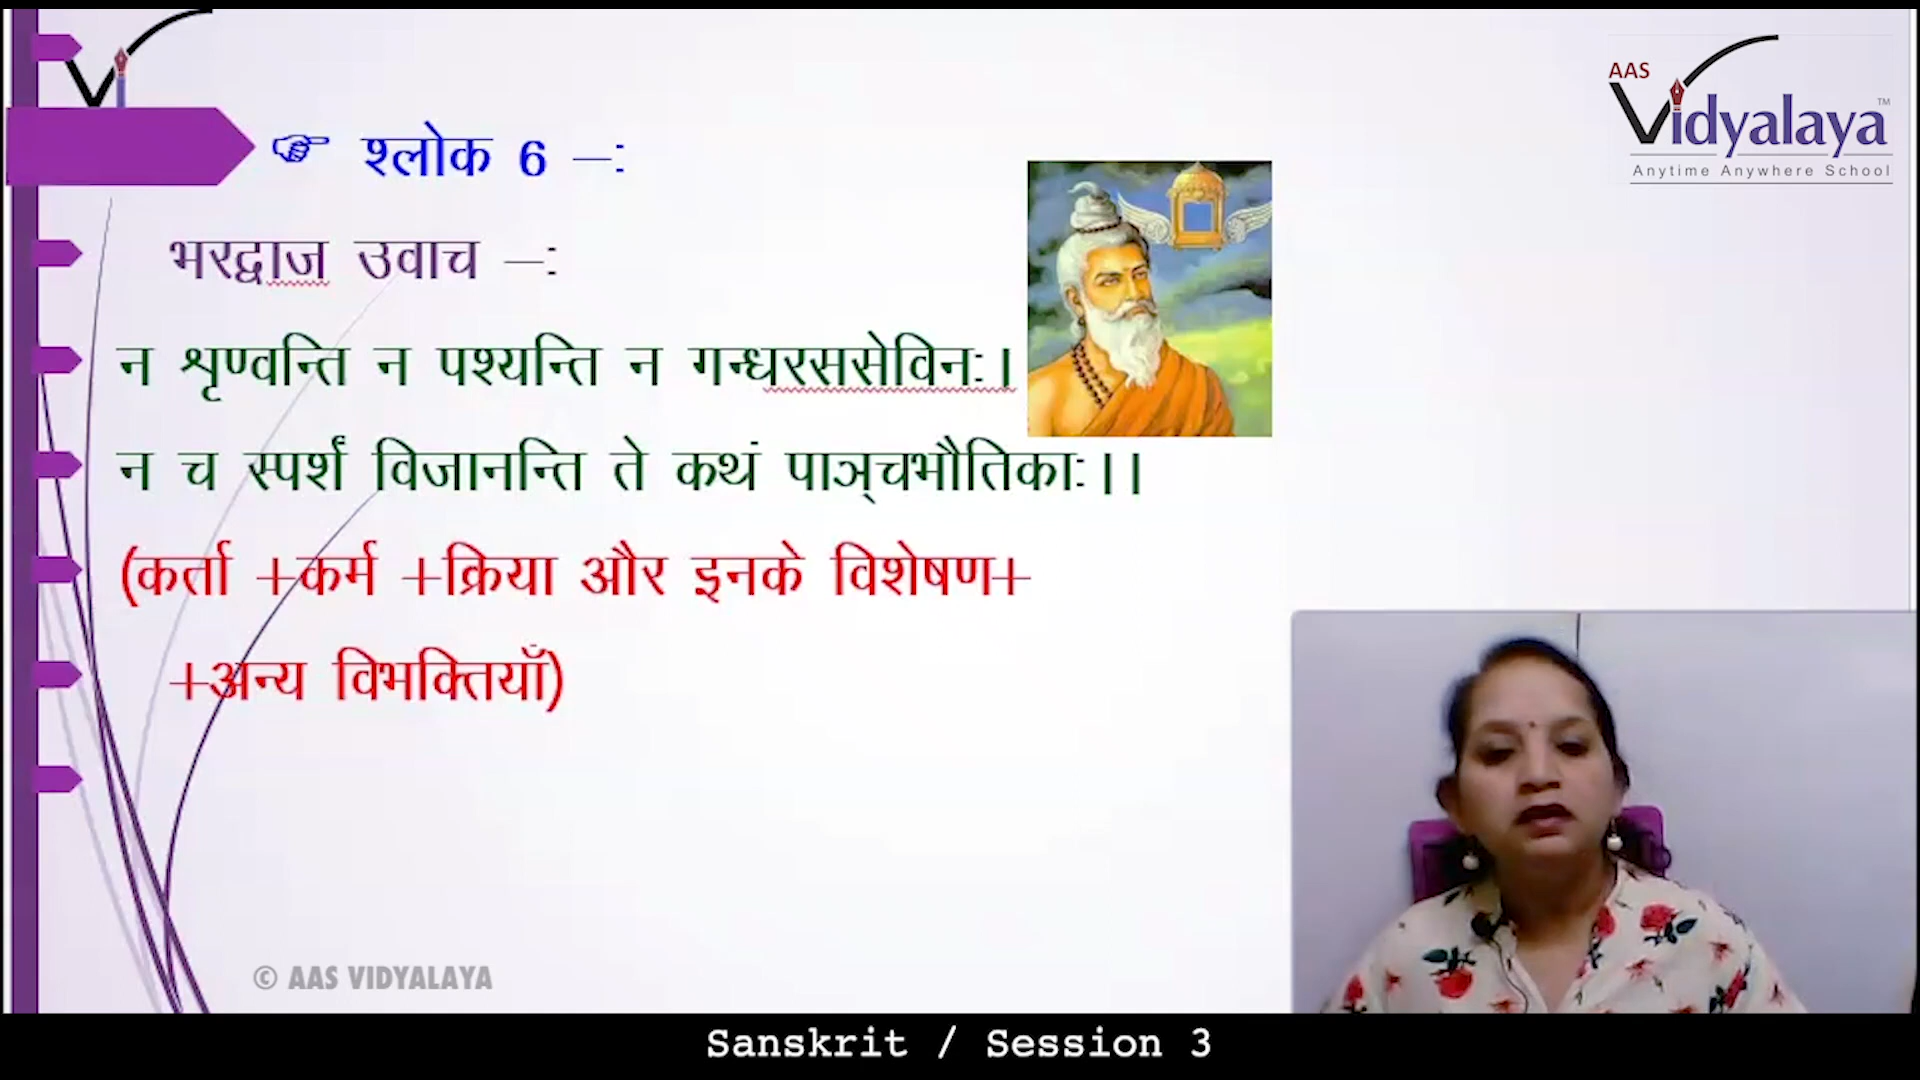 AAS
Vidyalaya™
Anytime Anywhere School
श्लोक 6 –:
भरद्वाज उवाच –:
न श्रृण्वन्ति न पश्यन्ति न गन्धरससेविनः।
न च स्पर्शं विजानन्ति ते कथं पाञ्चभौतिकाः।।
(कर्ता +कर्म +क्रिया और इनके विशेषण+
+अन्य विभक्तियाँ)
© AAS VIDYALAYA
Sanskrit / Session 3